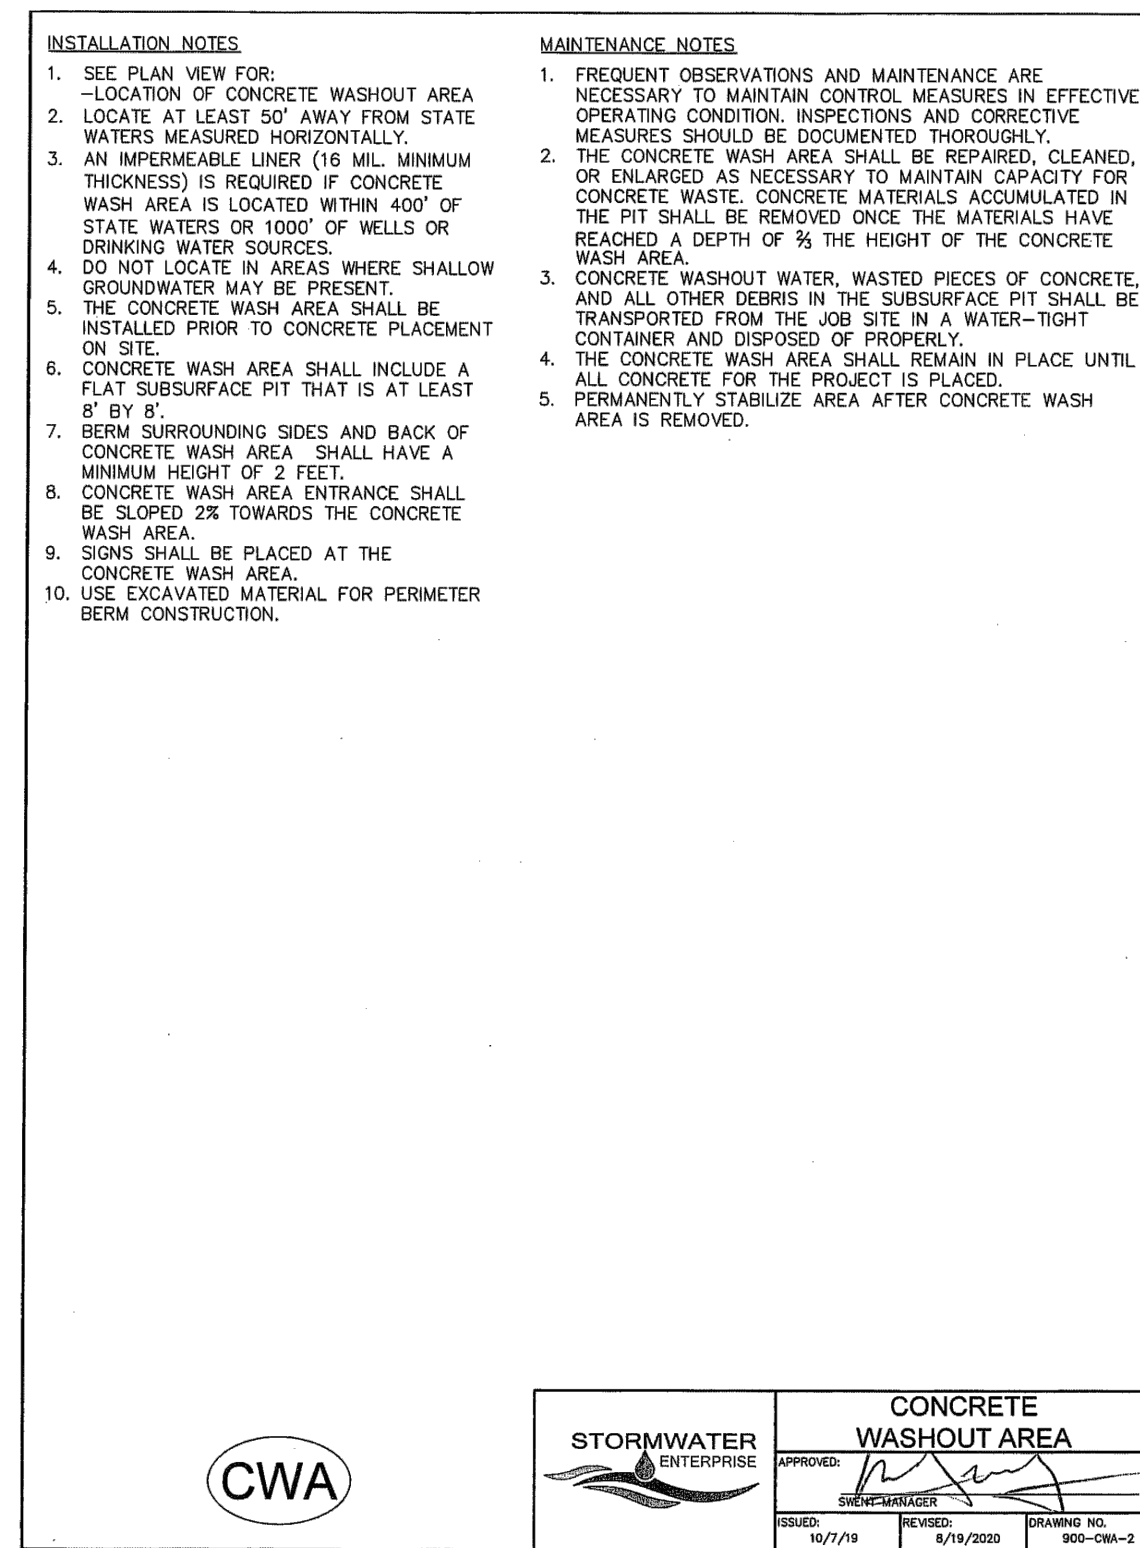 INSTALLATION NOTES
1. SEE PLAN VIEW FOR:
-LOCATION OF CONCRETE WASHOUT AREA
2. LOCATE AT LEAST 50' AWAY FROM STATE
WATERS MEASURED HORIZONTALLY.
3. AN IMPERMEABLE LINER (16 MIL. MINIMUM
THICKNESS) IS REQUIRED IF CONCRETE
WASH AREA IS LOCATED WITHIN 400' OF
STATE WATERS OR 1000' OF WELLS OR
DRINKING WATER SOURCES.
4. DO NOT LOCATE IN AREAS WHERE SHALLOW
GROUNDWATER MAY BE PRESENT.
5. THE CONCRETE WASH AREA SHALL BE
INSTALLED PRIOR TO CONCRETE PLACEMENT
ON SITE.
6. CONCRETE WASH AREA SHALL INCLUDE A
FLAT SUBSURFACE PIT THAT IS AT LEAST
8' BY 8'.
7. BERM SURROUNDING SIDES AND BACK OF
CONCRETE WASH AREA SHALL HAVE A
MINIMUM HEIGHT OF 2 FEET.
8. CONCRETE WASH AREA ENTRANCE SHALL
BE SLOPED 2% TOWARDS THE CONCRETE
WASH AREA.
9. SIGNS SHALL BE PLACED AT THE
CONCRETE WASH AREA.
10. USE EXCAVATED MATERIAL FOR PERIMETER
BERM CONSTRUCTION.
MAINTENANCE NOTES
1. FREQUENT OBSERVATIONS AND MAINTENANCE ARE
NECESSARY TO MAINTAIN CONTROL MEASURES IN EFFECTIVE
OPERATING CONDITION. INSPECTIONS AND CORRECTIVE
MEASURES SHOULD BE DOCUMENTED THOROUGHLY.
2. THE CONCRETE WASH AREA SHALL BE REPAIRED, CLEANED,
OR ENLARGED AS NECESSARY TO MAINTAIN CAPACITY FOR
CONCRETE WASTE. CONCRETE MATERIALS ACCUMULATED IN
THE PIT SHALL BE REMOVED ONCE THE MATERIALS HAVE
REACHED A DEPTH OF ⅔ THE HEIGHT OF THE CONCRETE
WASH AREA.
3. CONCRETE WASHOUT WATER, WASTED PIECES OF CONCRETE,
AND ALL OTHER DEBRIS IN THE SUBSURFACE PIT SHALL BE
TRANSPORTED FROM THE JOB SITE IN A WATER-TIGHT
CONTAINER AND DISPOSED OF PROPERLY.
4. THE CONCRETE WASH AREA SHALL REMAIN IN PLACE UNTIL
ALL CONCRETE FOR THE PROJECT IS PLACED.
5. PERMANENTLY STABILIZE AREA AFTER CONCRETE WASH
AREA IS REMOVED.
CWA
STORMWATER
ENTERPRISE
CONCRETE
WASHOUT AREA
APPROVED:
SWENT MANAGER
ISSUED:
10/7/19
REVISED:
8/19/2020
DRAWING NO.
900-CWA-2